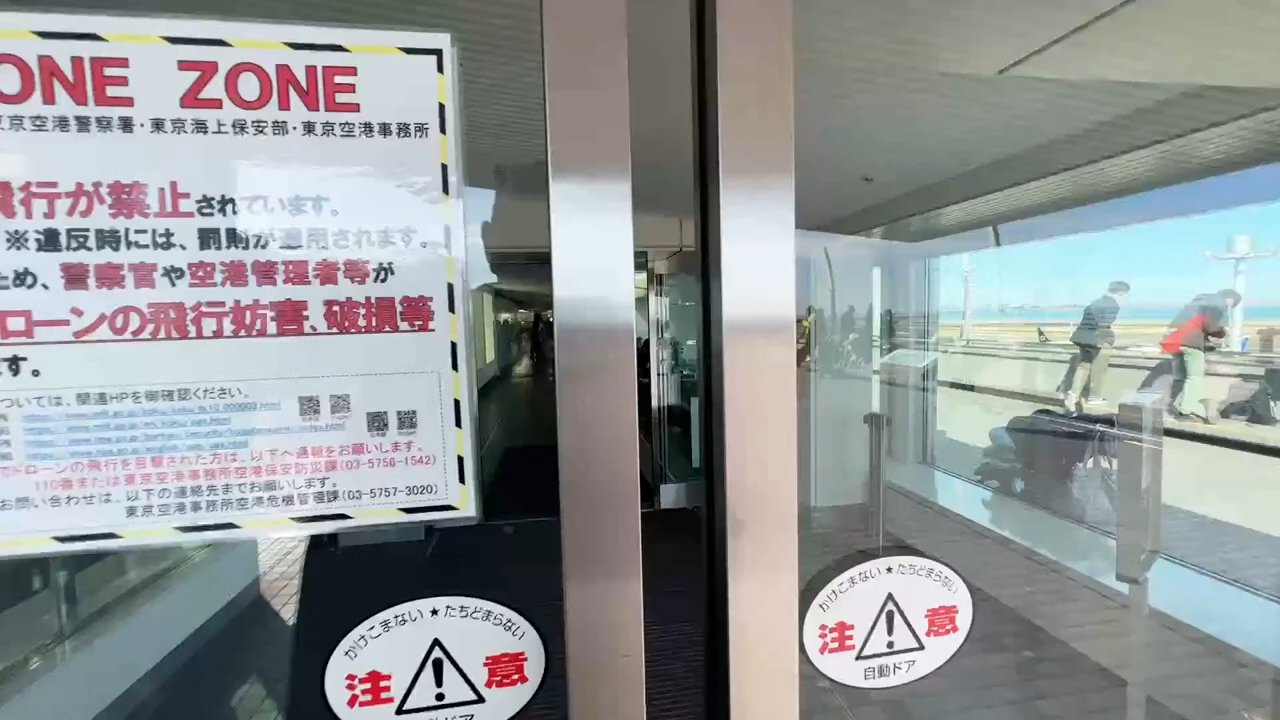 ONE ZONE
東京空港警察署・東京海上保安部・東京空港事務所
飛行が禁止されています。
※違反時には、罰則が適用されます。
ため、警察官や空港管理者等が
ドローンの飛行妨害、破損等
ます。
ついては、関連HPを御確認ください。
ドローンの飛行を目撃された方は、以下へ通報をお願いします。
110番または東京空港事務所空港保安防災課(03-5756-1542)
お問い合わせは、以下の連絡先までお願いします。
東京空港事務所空港危機管理課(03-5757-3020)
かけこまない★たちどまらない
注 意
自動ドア
かけこまない★たちどまらない
注 意
自動ドア